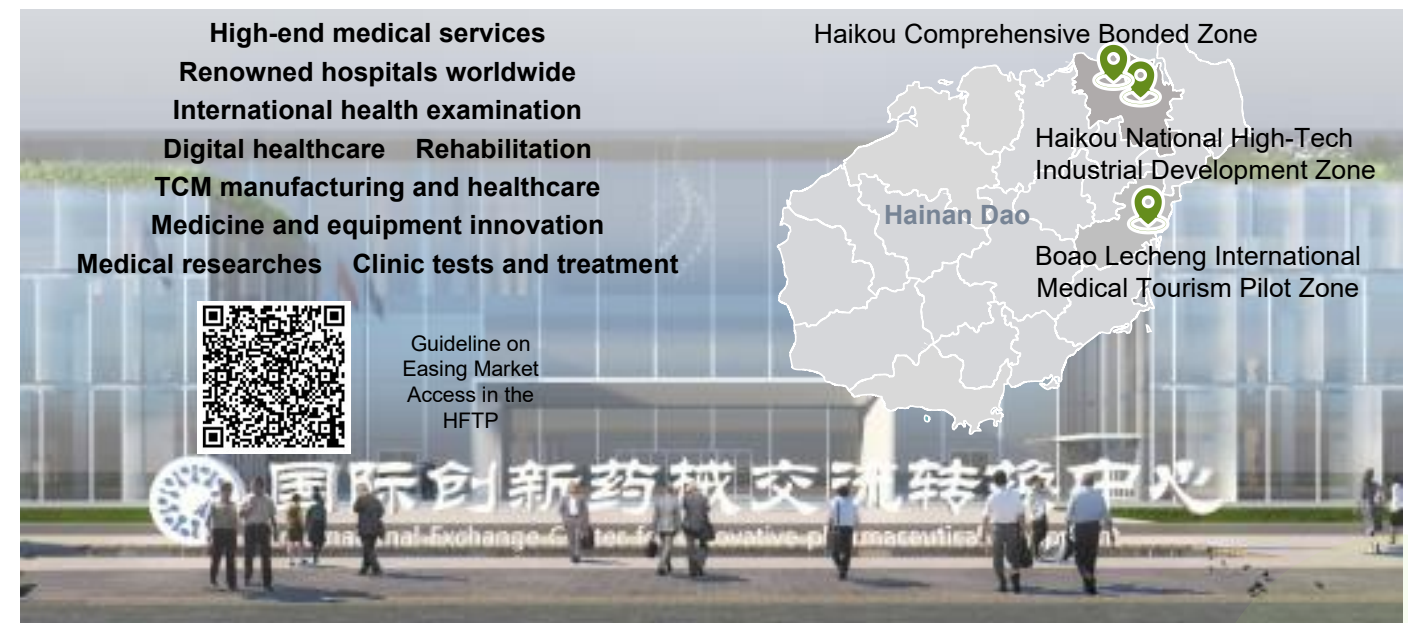 High-end medical services
Renowned hospitals worldwide
International health examination
Digital healthcare Rehabilitation
TCM manufacturing and healthcare
Medicine and equipment innovation
Medical researches Clinic tests and treatment
Guideline on
Easing Market
Access in the
HFTP
Haikou Comprehensive Bonded Zone
Haikou National High-Tech
Industrial Development Zone
Hainan Dao
Boao Lecheng International
Medical Tourism Pilot Zone
国际创新药械交流转换中心
Exchange